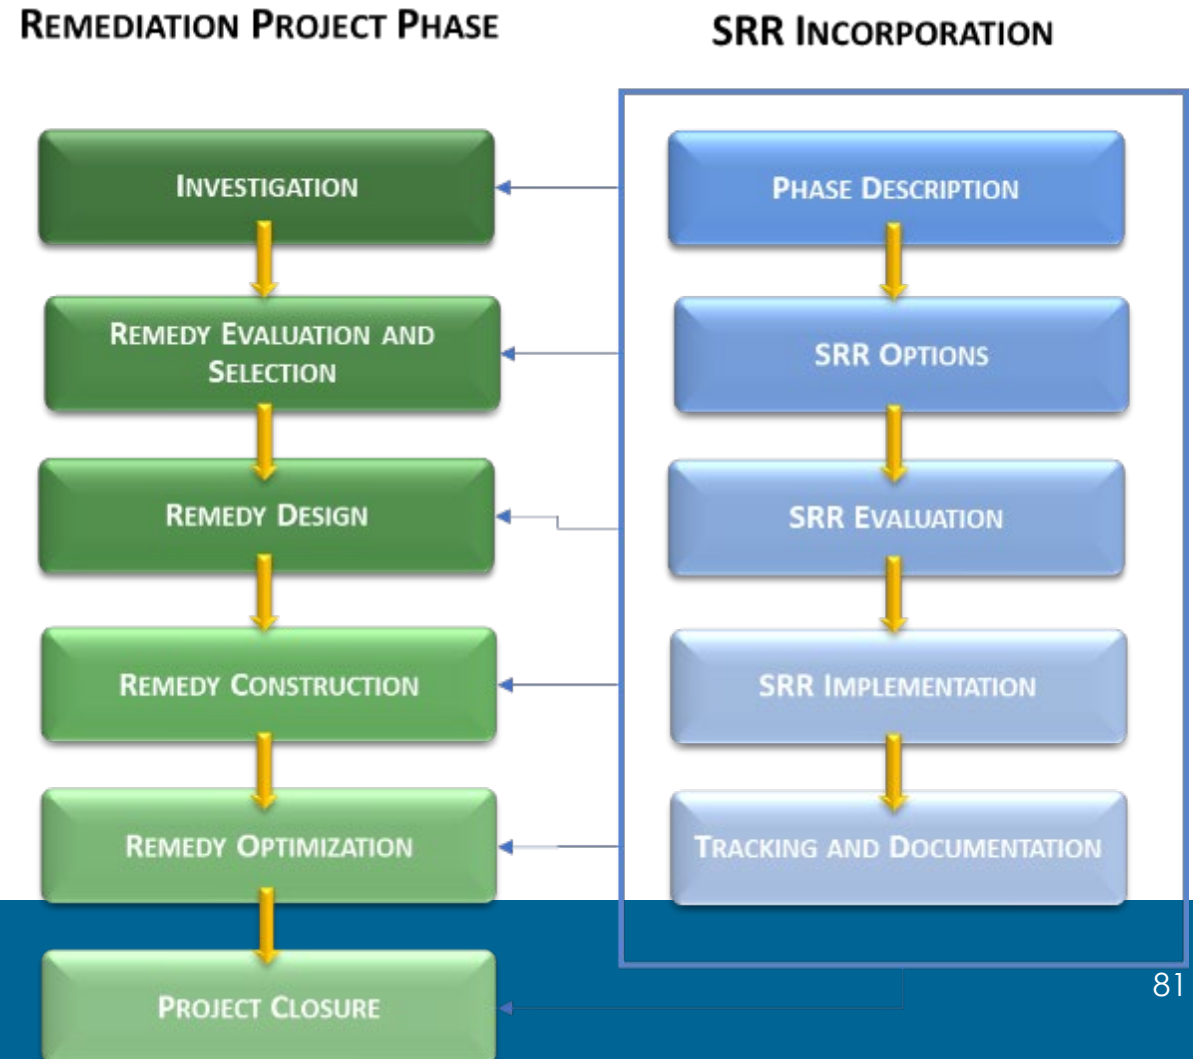 REMEDIATION PROJECT PHASE
INVESTIGATION
REMEDY EVALUATION AND
SELECTION
REMEDY DESIGN
REMEDY CONSTRUCTION
REMEDY OPTIMIZATION
PROJECT CLOSURE
SRR INCORPORATION
PHASE DESCRIPTION
SRR OPTIONS
SRR EVALUATION
SRR IMPLEMENTATION
TRACKING AND DOCUMENTATION
81